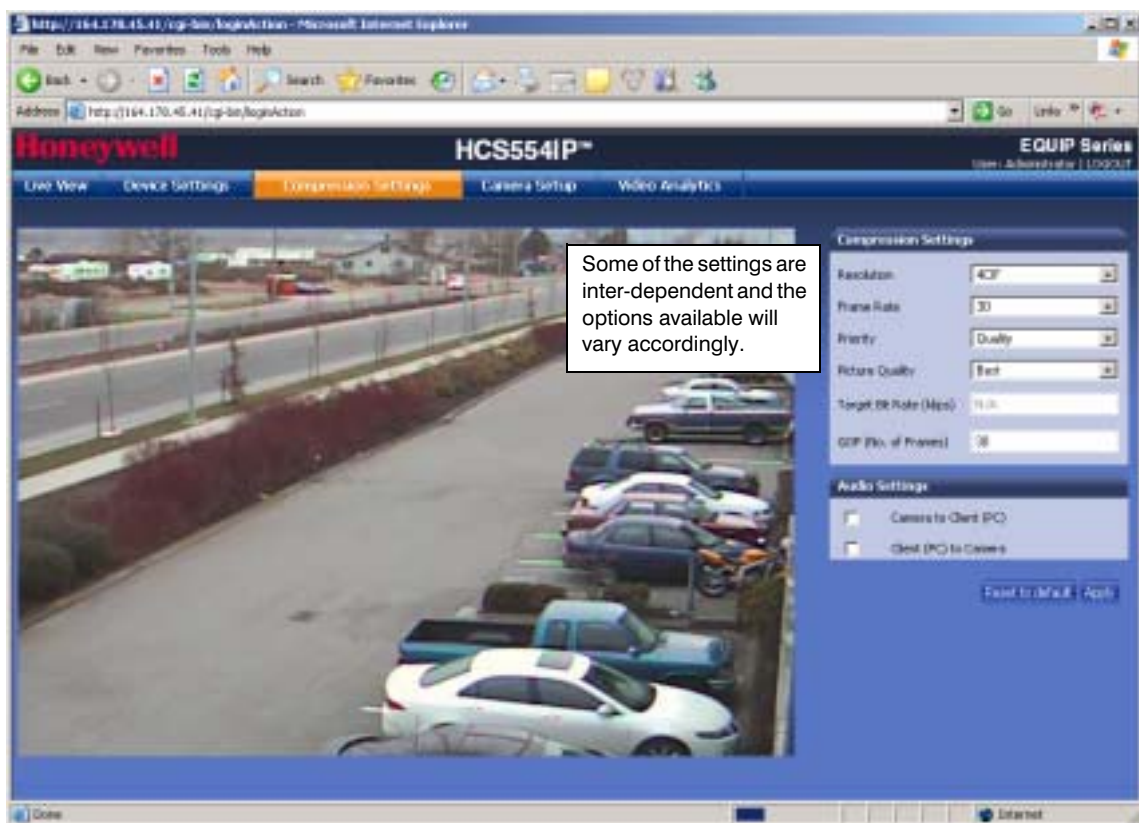 http://164.178.45.41/cgi-bin/loginAction - Microsoft Internet Explorer
File Edit View Favorites Tools Help
Back Search Favorites
Address http://164.178.45.41/cgi-bin/loginAction Go Links
Honeywell HCS554IP™ EQUIP Series
User: Administrator | LOGOUT
Live View Device Settings Compression Settings Camera Setup Video Analytics
Some of the settings are
inter-dependent and the
options available will
vary accordingly.
Compression Settings
Resolution 4CIF
Frame Rate 30
Priority Quality
Picture Quality Best
Target Bit Rate (kbps) N/A
GOP (No. of Frames) 30
Audio Settings
Camera to Client (PC)
Client (PC) to Camera
Reset to default Apply
Done Internet